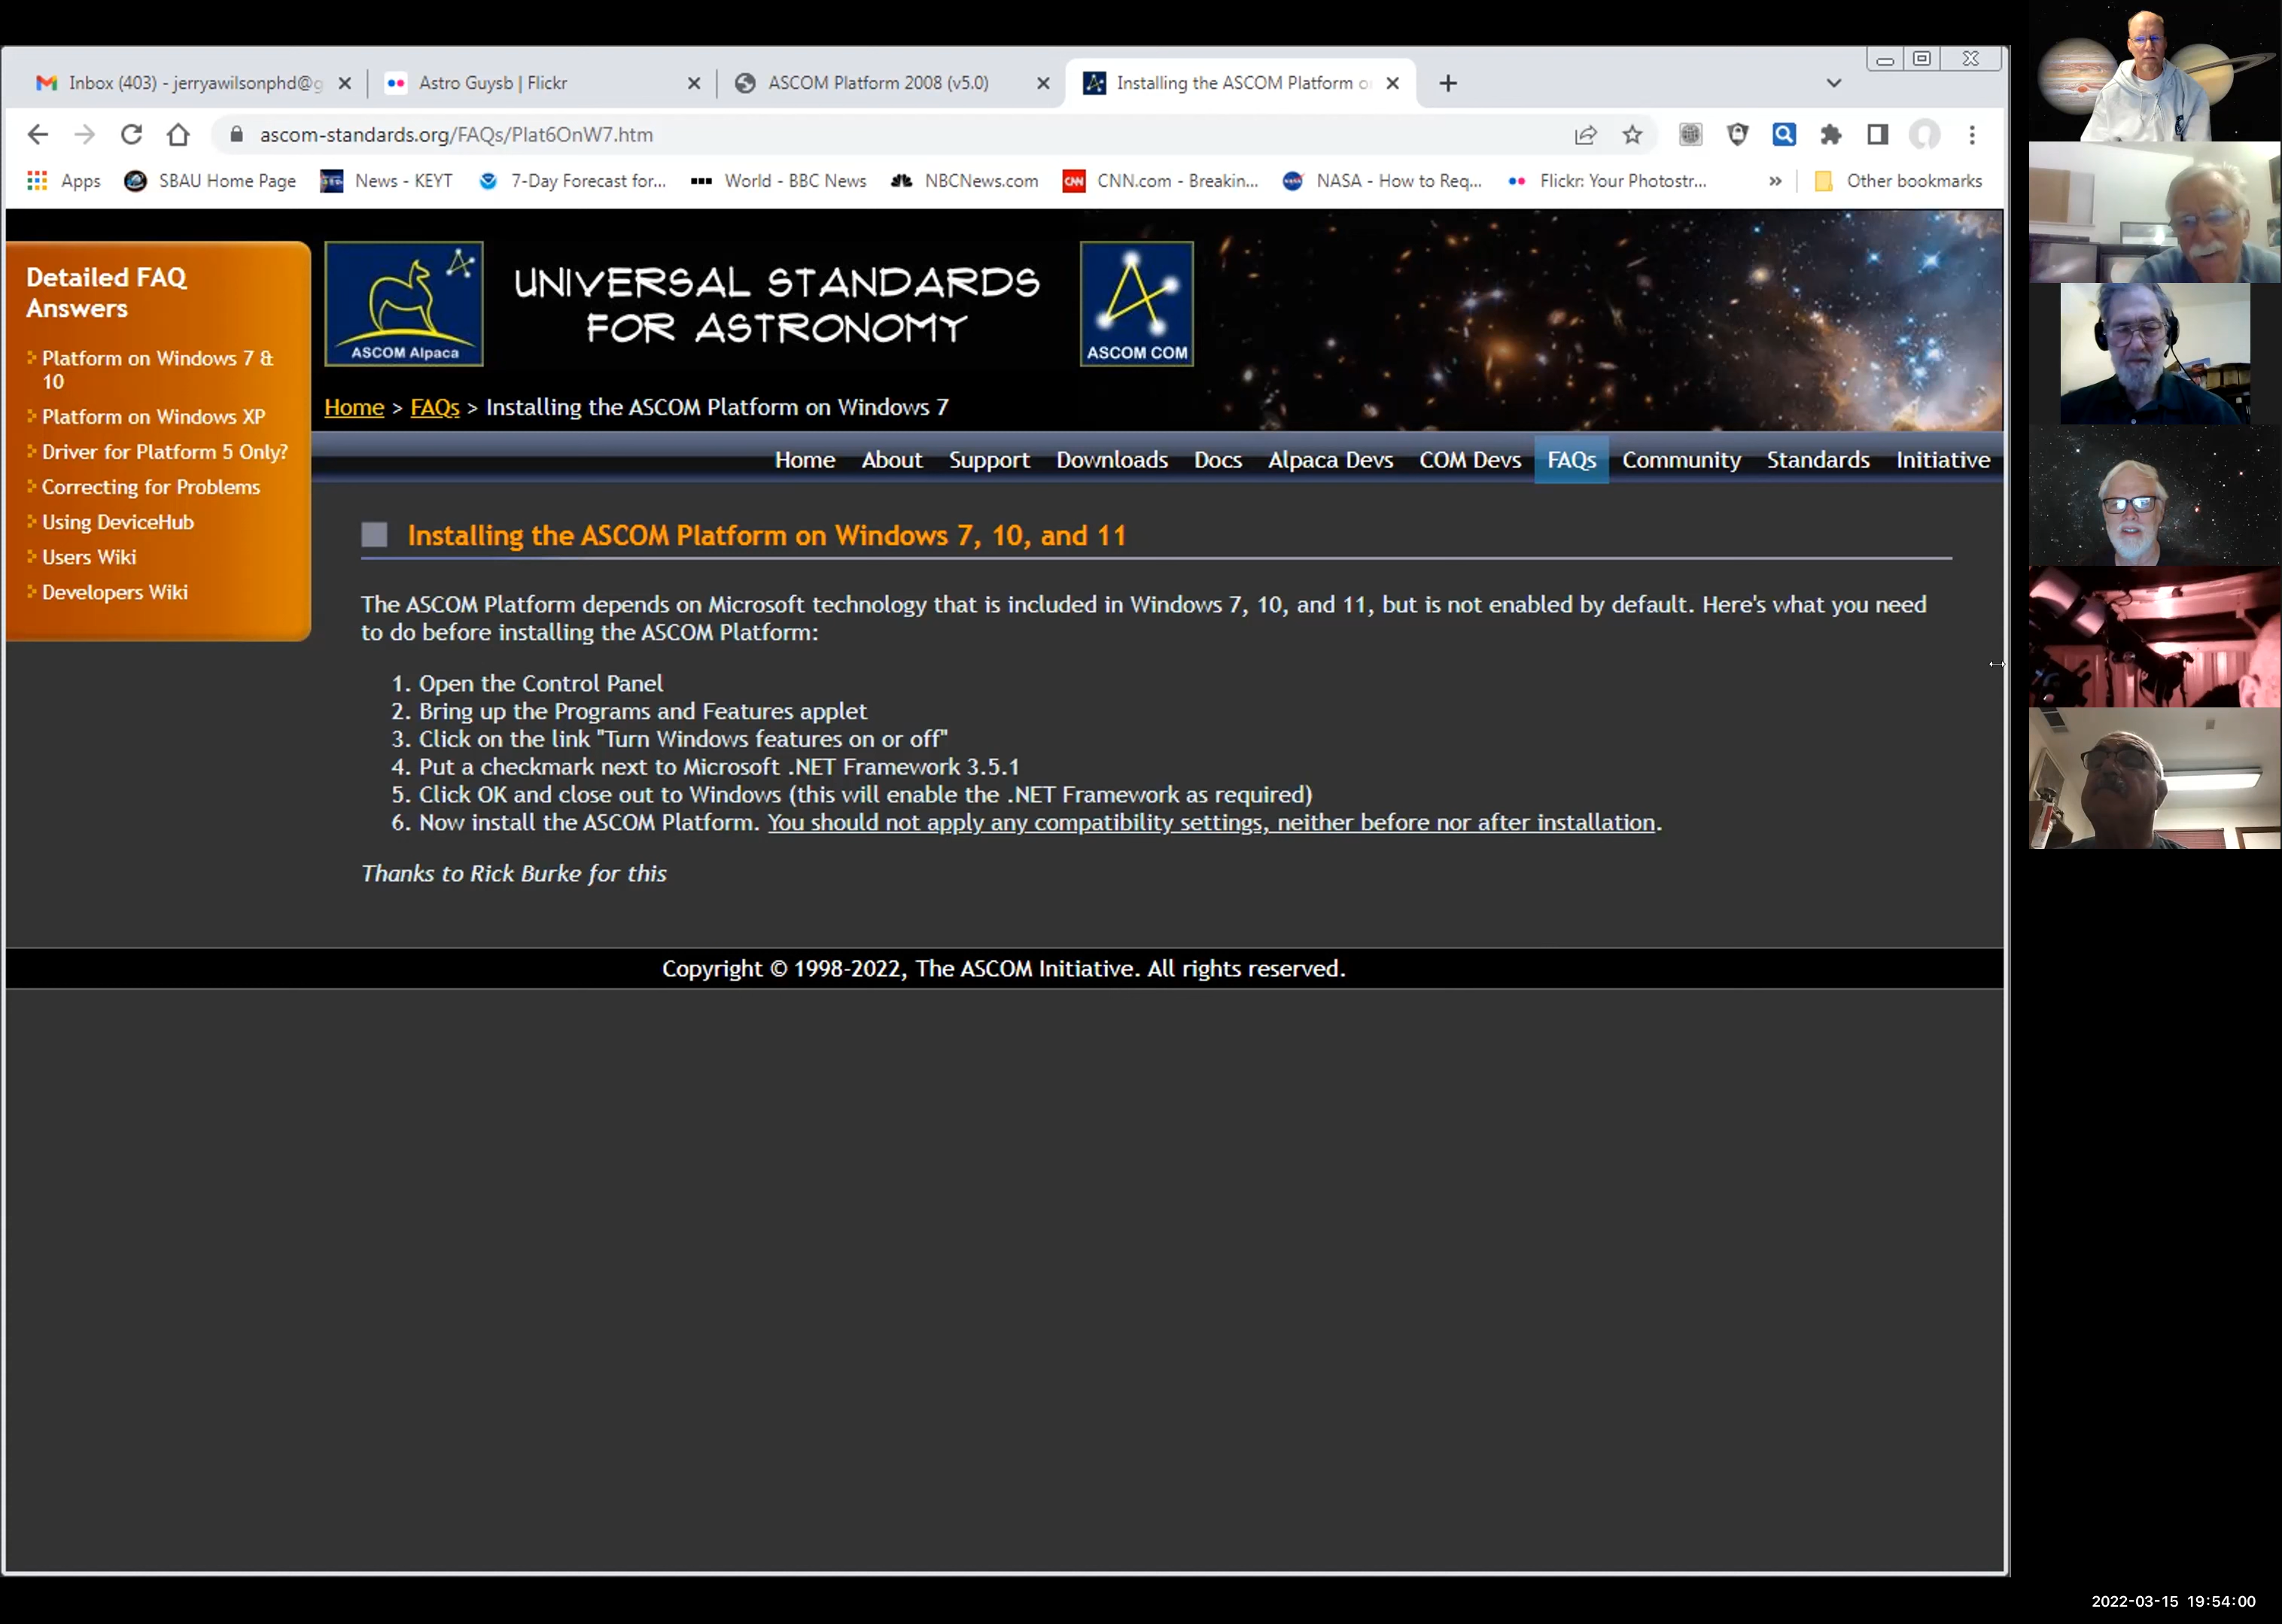 Inbox (403) - jerryawilsonphd@g
Astro Guysb | Flickr
ASCOM Platform 2008 (v5.0)
Installing the ASCOM Platform o
ascom-standards.org/FAQs/Plat6OnW7.htm
Apps
SBAU Home Page
News - KEYT
7-Day Forecast for...
World - BBC News
NBCNews.com
CNN
CNN.com - Breakin...
NASA - How to Req...
Flickr: Your Photostr...
»
Other bookmarks
Detailed FAQ
Answers
Platform on Windows 7 &
10
Platform on Windows XP
Driver for Platform 5 Only?
Correcting for Problems
Using DeviceHub
Users Wiki
Developers Wiki
ASCOM Alpaca
UNIVERSAL STANDARDS
FOR ASTRONOMY
ASCOM COM
Home > FAQs > Installing the ASCOM Platform on Windows 7
Home About Support Downloads Docs Alpaca Devs COM Devs FAQs Community Standards Initiative
Installing the ASCOM Platform on Windows 7, 10, and 11
The ASCOM Platform depends on Microsoft technology that is included in Windows 7, 10, and 11, but is not enabled by default. Here's what you need
to do before installing the ASCOM Platform:
1. Open the Control Panel
2. Bring up the Programs and Features applet
3. Click on the link "Turn Windows features on or off"
4. Put a checkmark next to Microsoft .NET Framework 3.5.1
5. Click OK and close out to Windows (this will enable the .NET Framework as required)
6. Now install the ASCOM Platform. You should not apply any compatibility settings, neither before nor after installation.
Thanks to Rick Burke for this
Copyright © 1998-2022, The ASCOM Initiative. All rights reserved.
2022-03-15 19:54:00